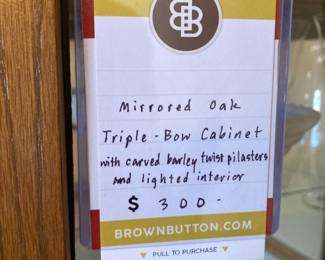 BB
Mirrored Oak
Triple-Bow Cabinet
with carved barley twist pilasters
and lighted interior
$ 300-
BROWNBUTTON.COM
PULL TO PURCHASE